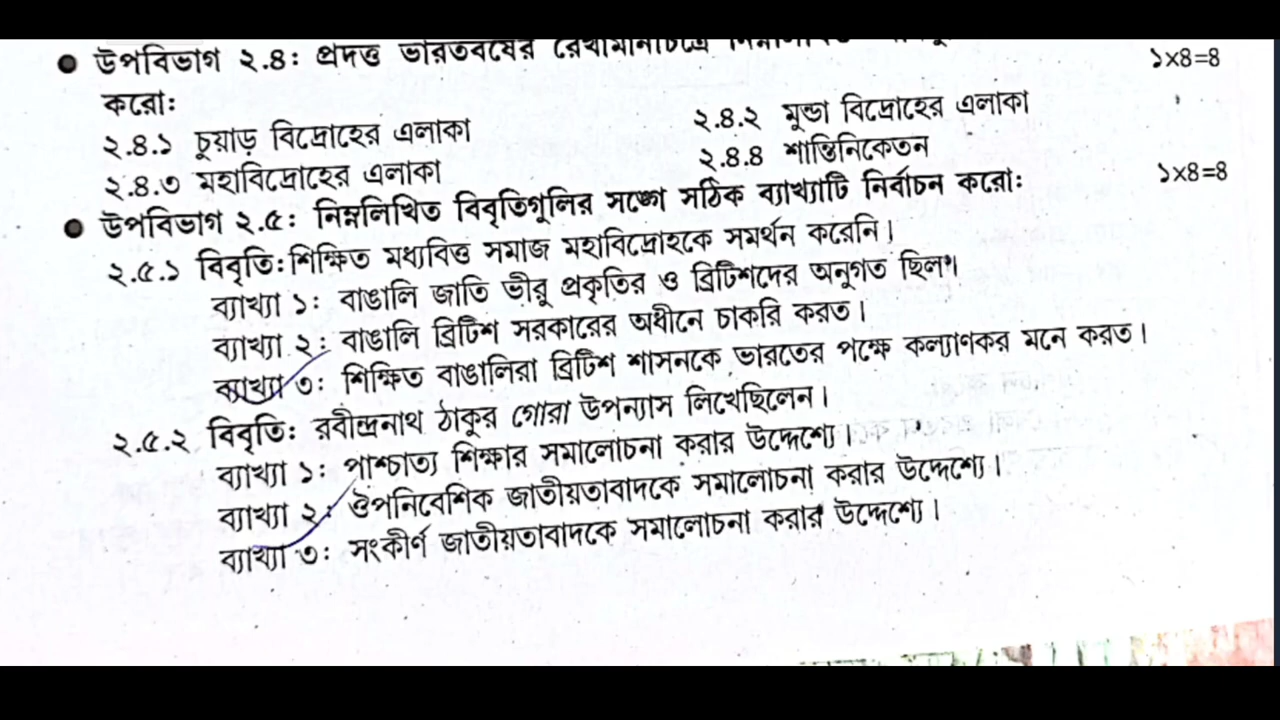 উপবিভাগ ২.৪: প্রদত্ত ভারতবর্ষের রেখামানচিত্রে
১×৪=৪
করো:
২.৪.১ চুয়াড় বিদ্রোহের এলাকা ২.৪.২ মুন্ডা বিদ্রোহের এলাকা
২.৪.৩ মহাবিদ্রোহের এলাকা ২.৪.৪ শান্তিনিকেতন
● উপবিভাগ ২.৫: নিম্নলিখিত বিবৃতিগুলির সঙ্গে সঠিক ব্যাখ্যাটি নির্বাচন করো: ১×৪=৪
২.৫.১ বিবৃতি: শিক্ষিত মধ্যবিত্ত সমাজ মহাবিদ্রোহকে সমর্থন করেনি।
ব্যাখ্যা ১: বাঙালি জাতি ভীরু প্রকৃতির ও ব্রিটিশদের অনুগত ছিল।
ব্যাখ্যা ২: বাঙালি ব্রিটিশ সরকারের অধীনে চাকরি করত।
ব্যাখ্যা ৩: শিক্ষিত বাঙালিরা ব্রিটিশ শাসনকে ভারতের পক্ষে কল্যাণকর মনে করত।
২.৫.২ বিবৃতি: রবীন্দ্রনাথ ঠাকুর গোরা উপন্যাস লিখেছিলেন।
ব্যাখ্যা ১: পাশ্চাত্য শিক্ষার সমালোচনা করার উদ্দেশ্যে।
ব্যাখ্যা ২: ঔপনিবেশিক জাতীয়তাবাদকে সমালোচনা করার উদ্দেশ্যে।
ব্যাখ্যা ৩: সংকীর্ণ জাতীয়তাবাদকে সমালোচনা করার উদ্দেশ্যে।